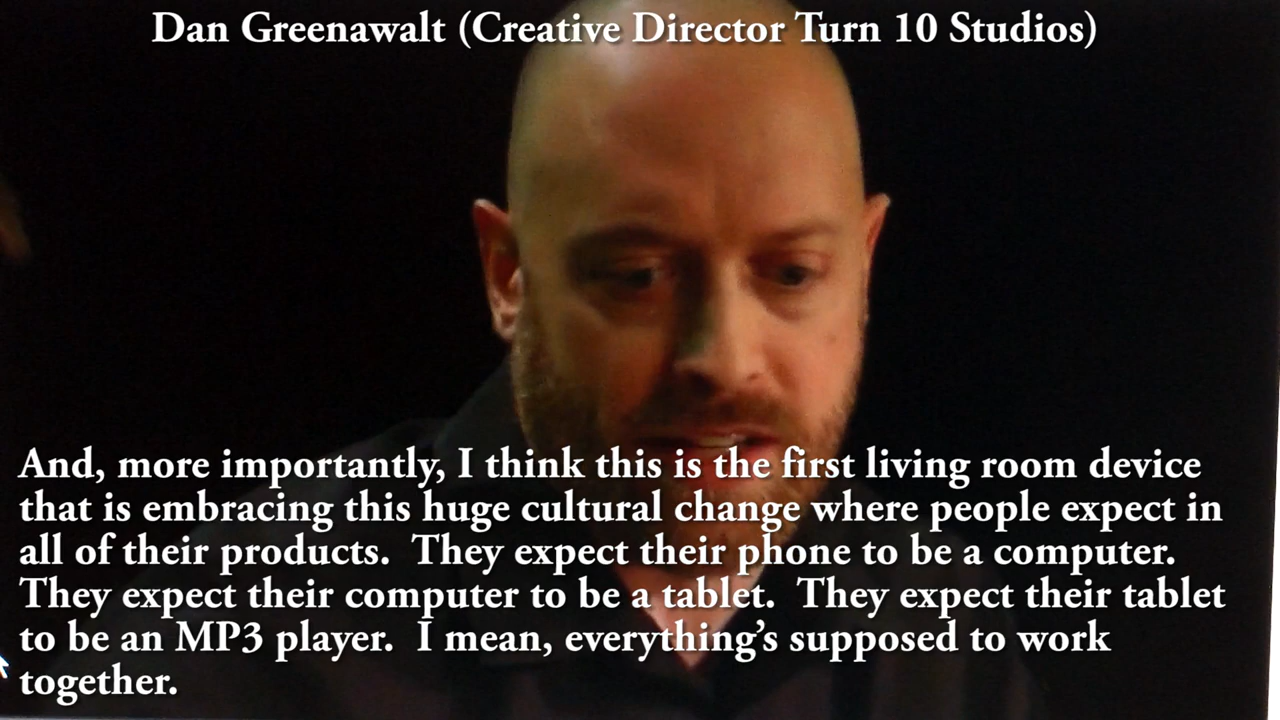 Dan Greenawalt (Creative Director Turn 10 Studios)
And, more importantly, I think this is the first living room device
that is embracing this huge cultural change where people expect in
all of their products.  They expect their phone to be a computer.
They expect their computer to be a tablet.  They expect their tablet
to be an MP3 player.  I mean, everything’s supposed to work
together.